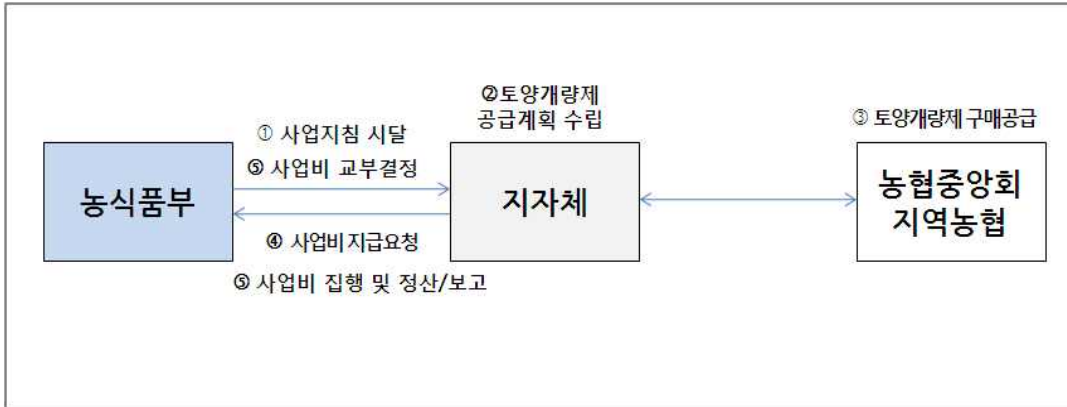 ②토양개량제
공급계획 수립
③ 토양개량제 구매공급
① 사업지침 시달
⑤ 사업비 교부결정
농식품부
지자체
농협중앙회
지역농협
④ 사업비 지급요청
⑤ 사업비 집행 및 정산/보고